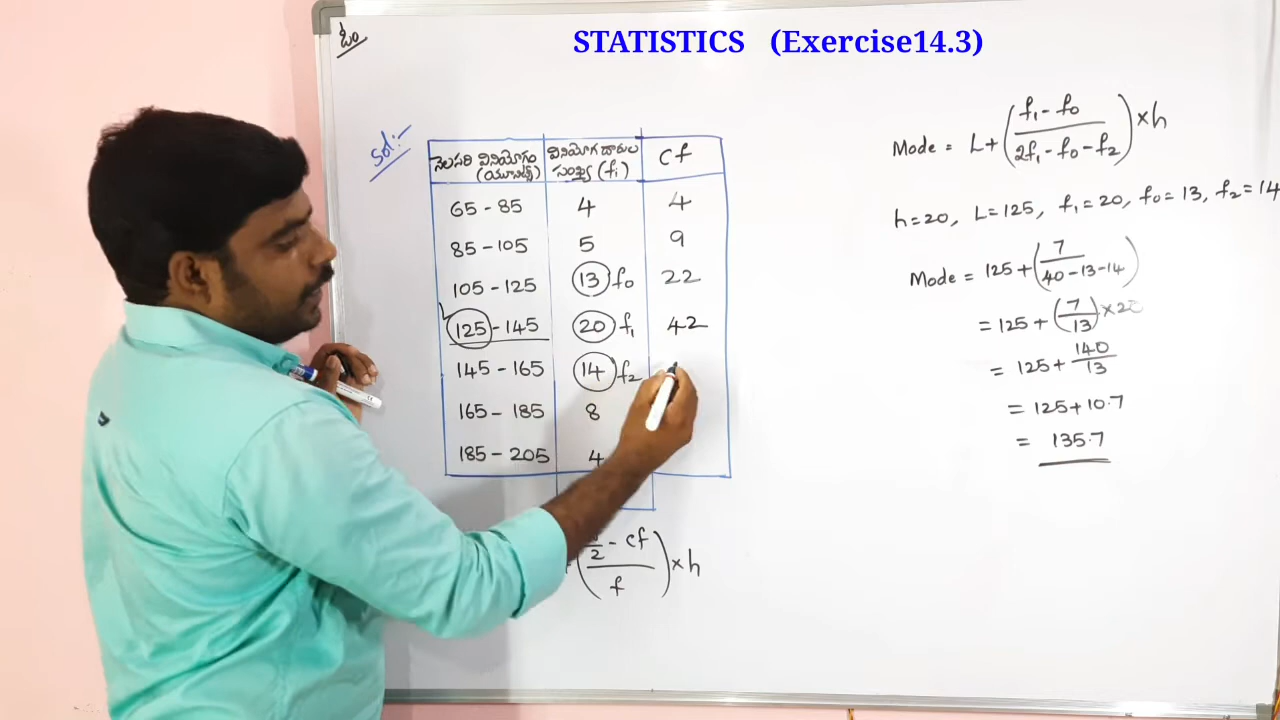 ఓం
STATISTICS (Exercise14.3)
Sol:-
నెలసరి వినియోగం (యూనిట్లు) వినియోగదారుల సంఖ్య (fi) cf
65 - 85 4 4
85 - 105 5 9
105 - 125 13 f₀ 22
125 - 145 20 f₁ 42
145 - 165 14 f₂
165 - 185 8
185 - 205 4
2 - cf
f
× h
Mode = L + (f₁ - f₀ / 2f₁ - f₀ - f₂) × h
h = 20, L = 125, f₁ = 20, f₀ = 13, f₂ = 14
Mode = 125 + (7 / 40 - 13 - 14)
= 125 + (7 / 13) × 20
= 125 + 140 / 13
= 125 + 10.7
= 135.7